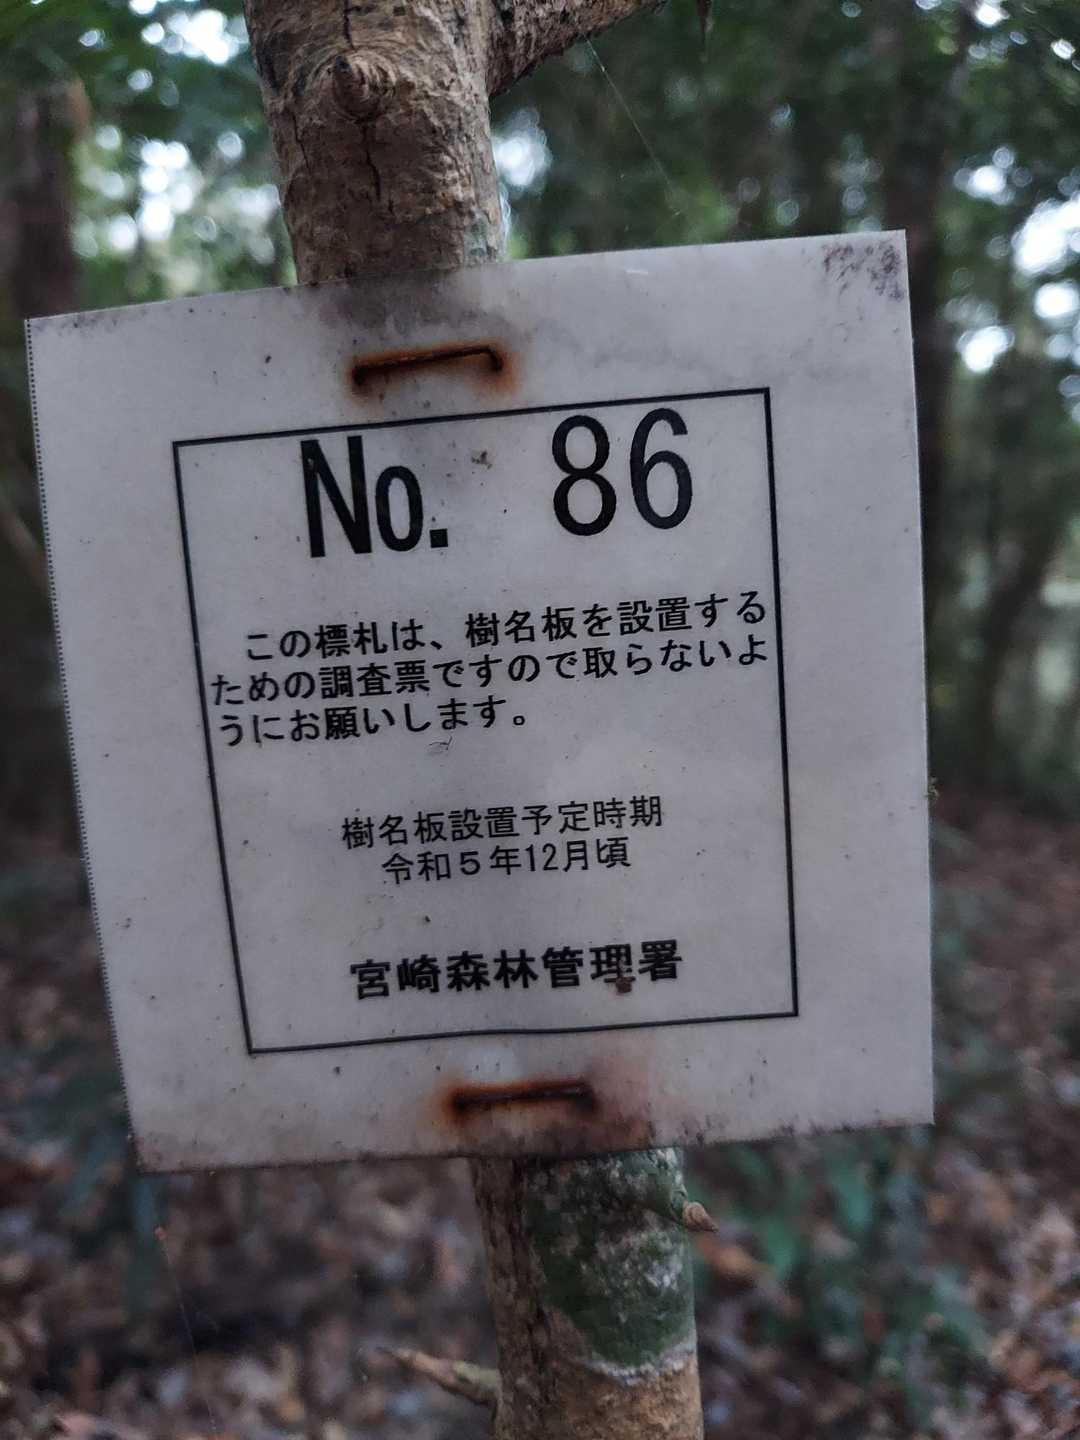 No. 86
この標札は、樹名板を設置する
ための調査票ですので取らないよ
うにお願いします。
樹名板設置予定時期
令和５年12月頃
宮崎森林管理署